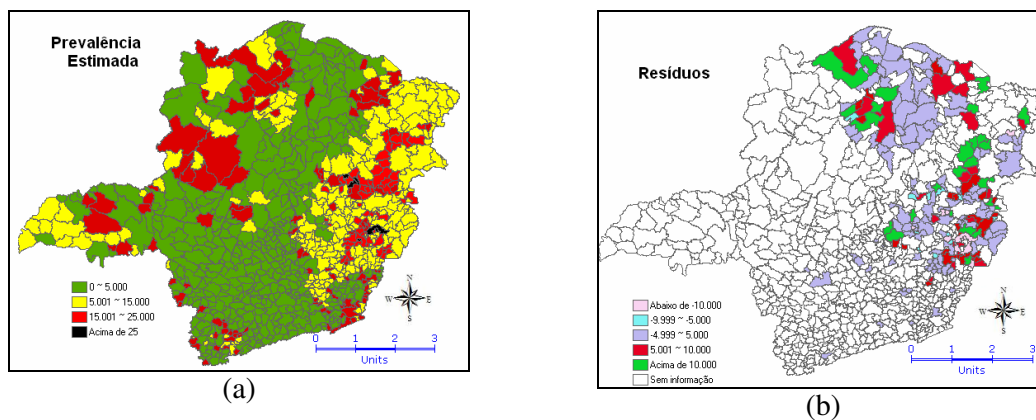 Prevalência
Estimada
0 ~ 5.000
5.001 ~ 15.000
15.001 ~ 25.000
Acima de 25
N
W E
S
0 1 2 3
Units
(a)
Resíduos
Abaixo de -10.000
-9.999 ~ -5.000
-4.999 ~ 5.000
5.001 ~ 10.000
Acima de 10.000
Sem informação
N
W E
S
0 1 2 3
Units
(b)